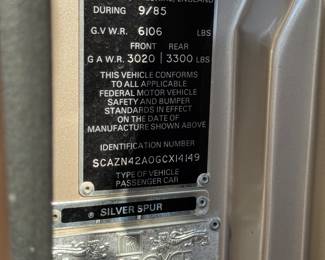 ENGLAND
DURING 9/85
G.V.W.R. 6106 LBS
FRONT REAR
G A W R. 3020 | 3300 LBS
THIS VEHICLE CONFORMS
TO ALL APPLICABLE
FEDERAL MOTOR VEHICLE
SAFETY AND BUMPER
STANDARDS IN EFFECT
ON THE DATE OF
MANUFACTURE SHOWN ABOVE
IDENTIFICATION NUMBER
SCAZN42A0GCX14149
TYPE OF VEHICLE
PASSENGER CAR
® SILVER SPUR